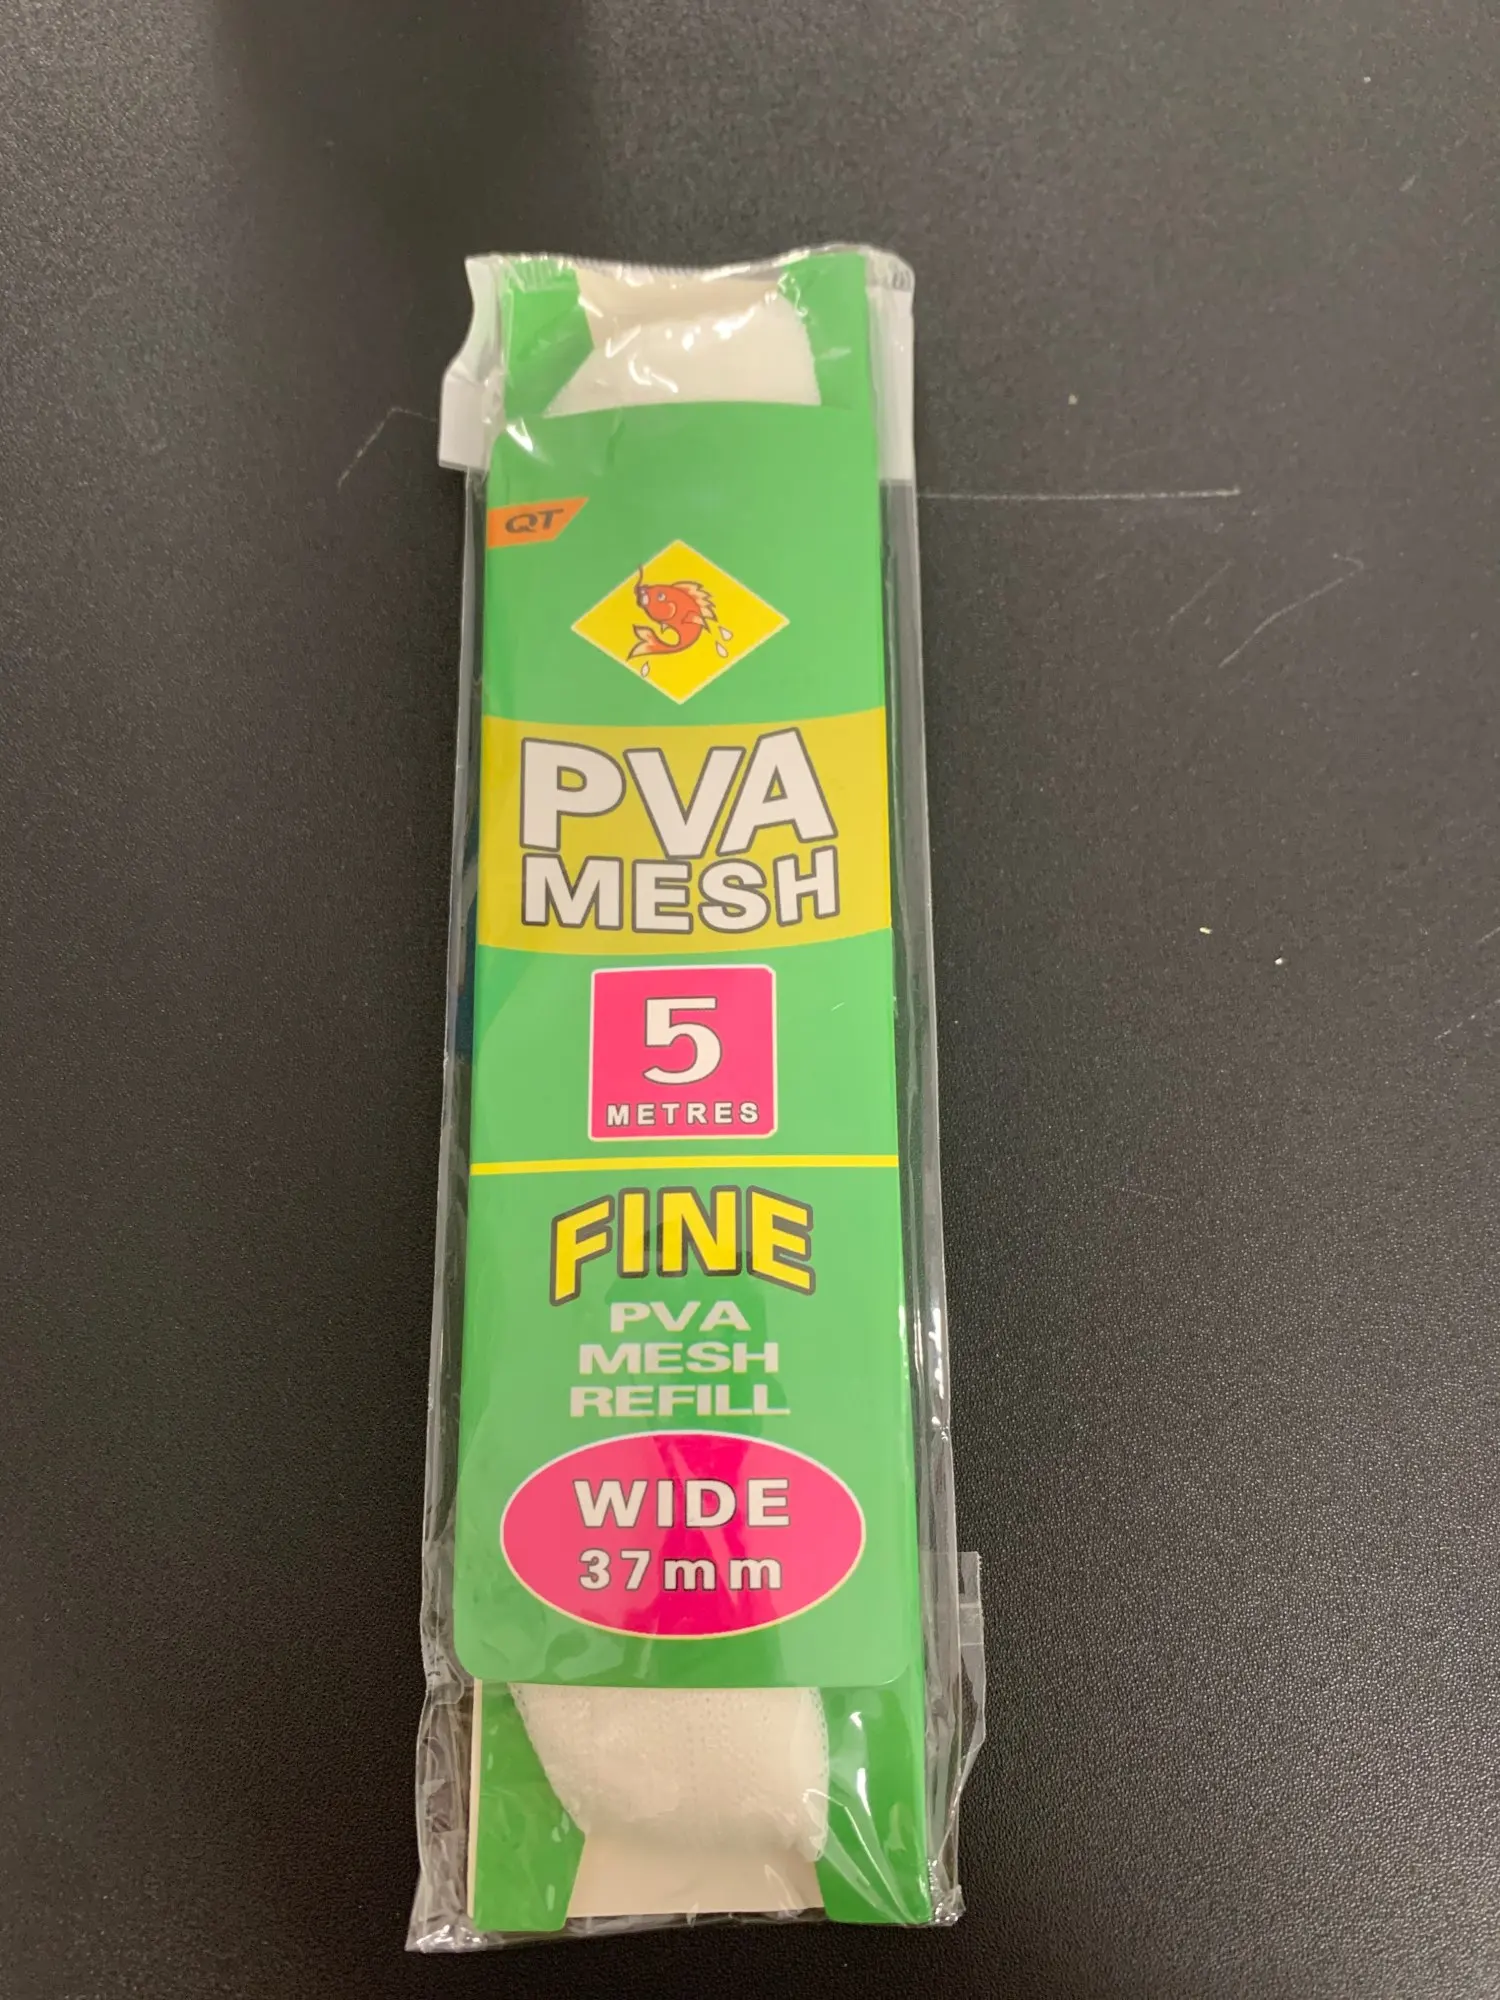 QT
PVA
MESH
5
METRES
FINE
PVA
MESH
REFILL
WIDE
37mm